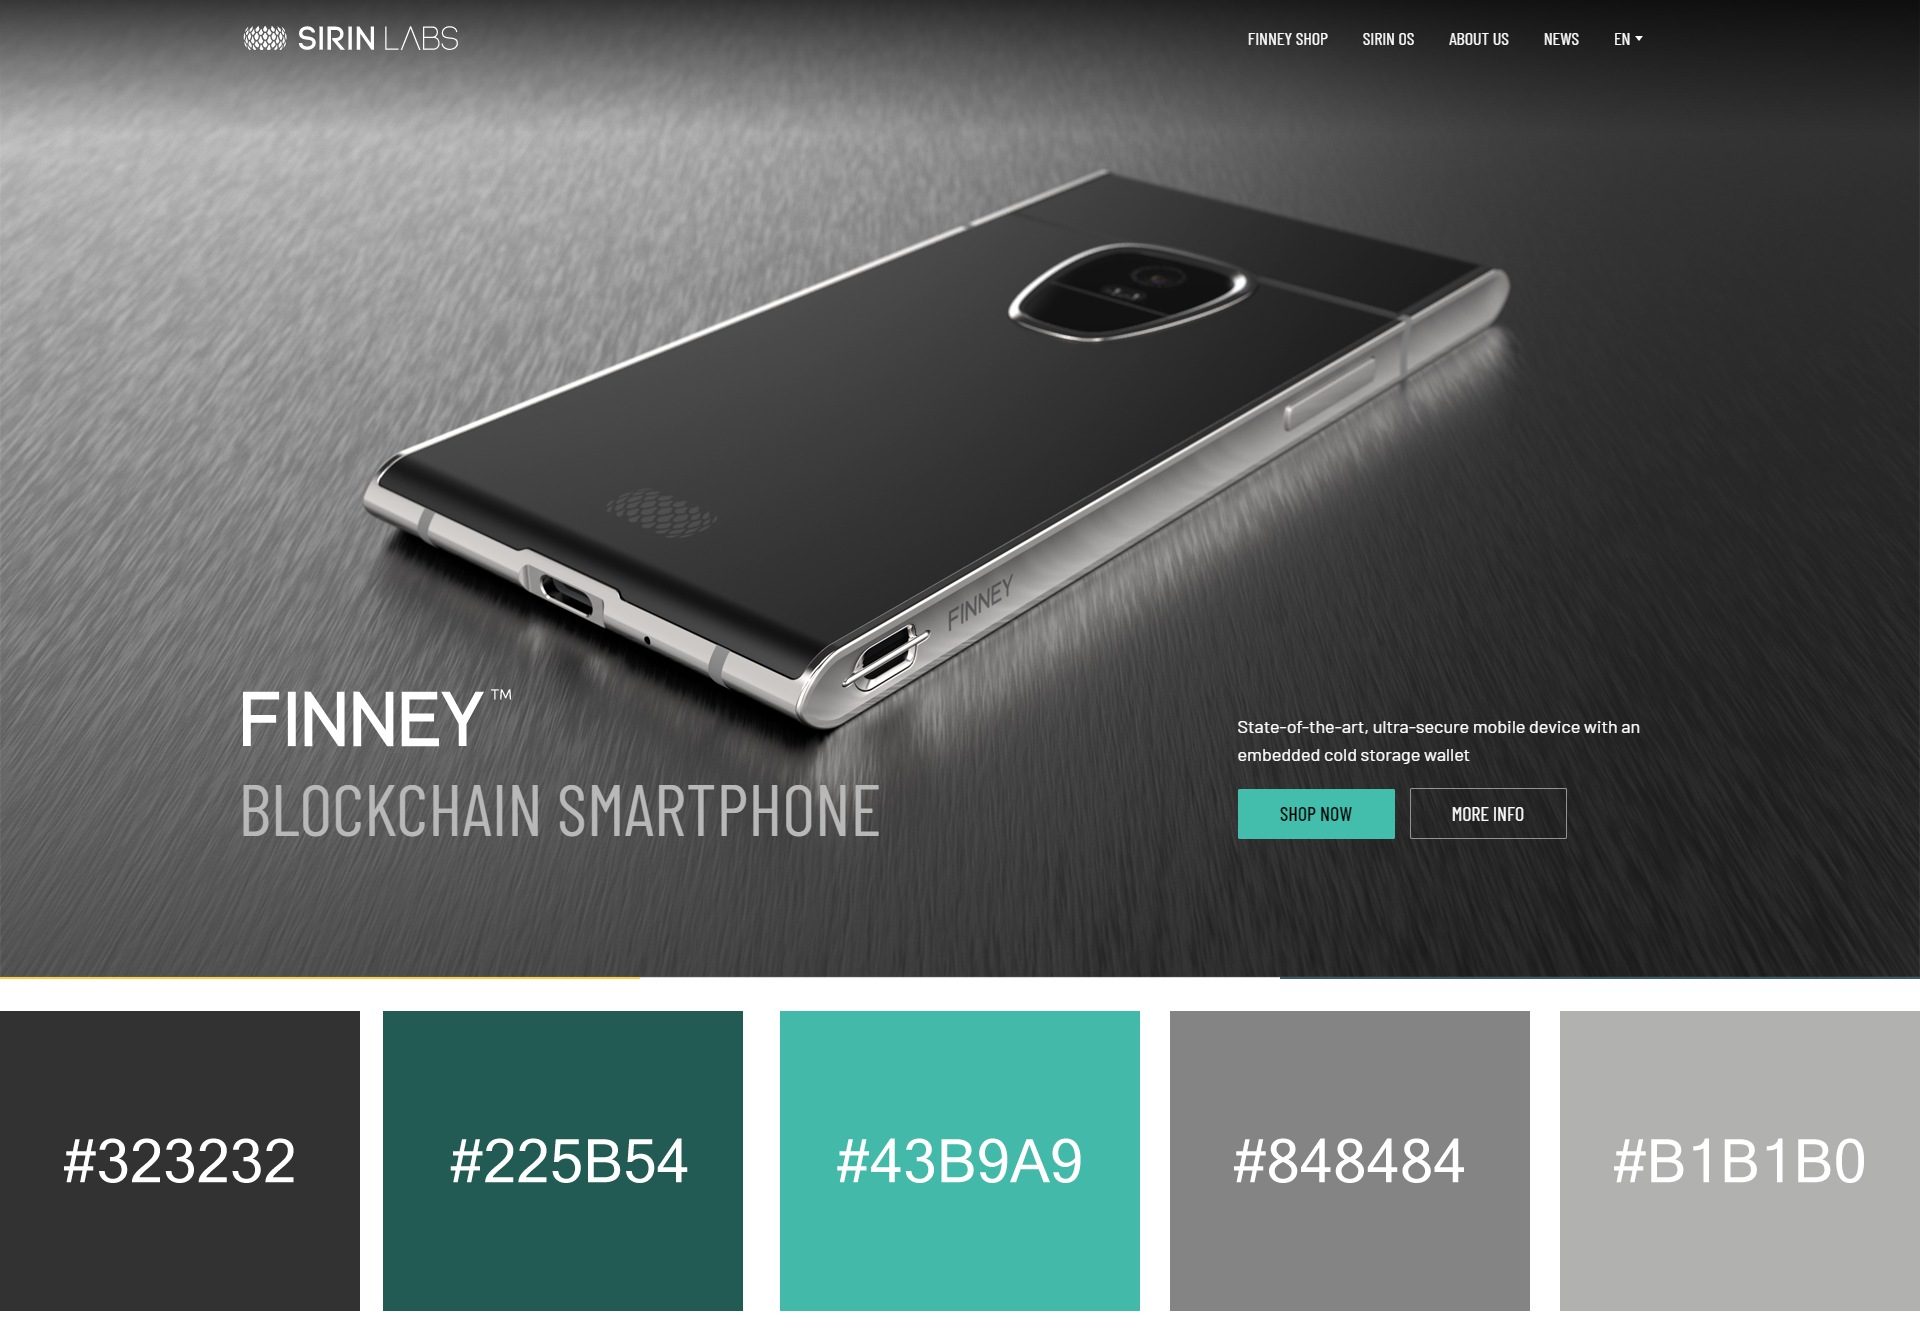 SIRIN LABS
FINNEY SHOP
SIRIN OS
ABOUT US
NEWS
EN
FINNEY
FINNEY™
BLOCKCHAIN SMARTPHONE
State-of-the-art, ultra-secure mobile device with an
embedded cold storage wallet
SHOP NOW
MORE INFO
#323232
#225B54
#43B9A9
#848484
#B1B1B0